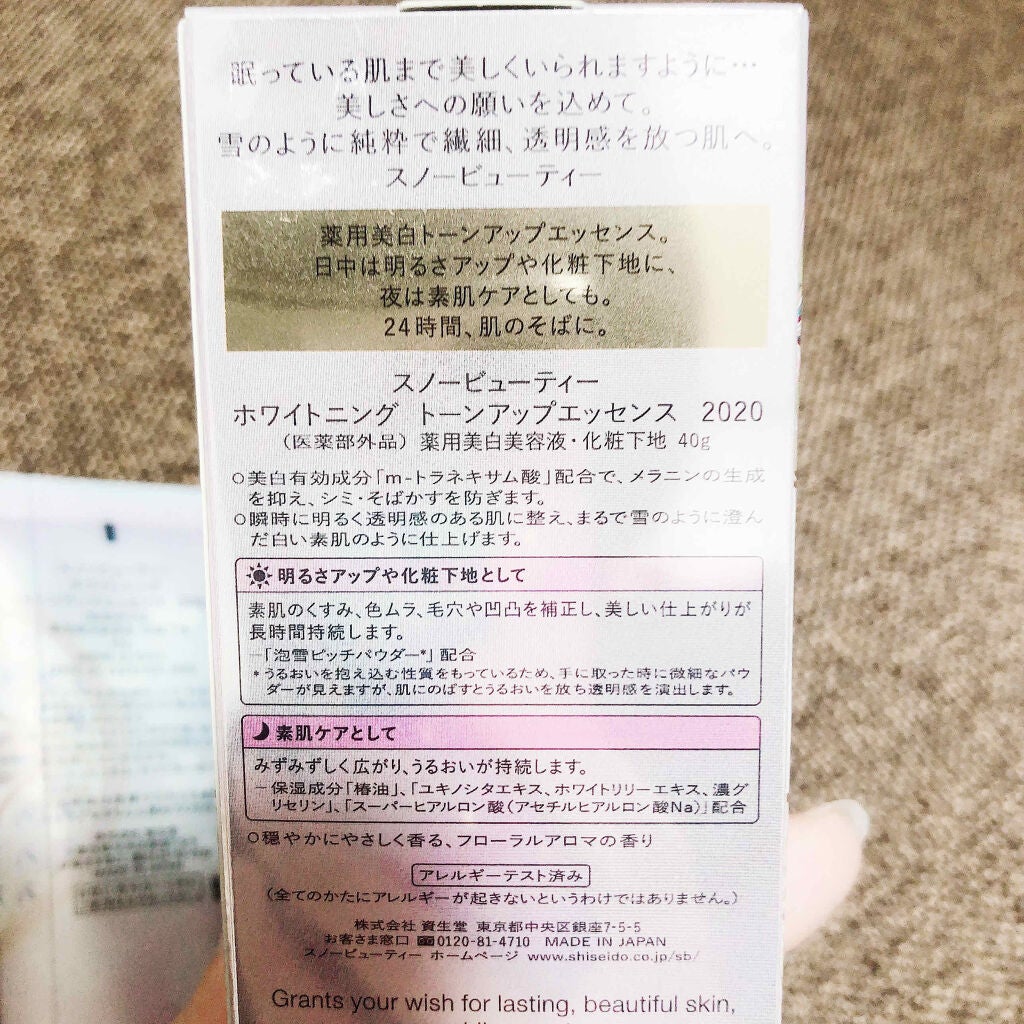 眠っている肌まで美しくいられますように…
美しさへの願いを込めて。
雪のように純粋で繊細、透明感を放つ肌へ。
スノービューティー
薬用美白トーンアップエッセンス。
日中は明るさアップや化粧下地に、
夜は素肌ケアとしても。
24時間、肌のそばに。
スノービューティー
ホワイトニング トーンアップエッセンス 2020
（医薬部外品） 薬用美白美容液・化粧下地 40g
○美白有効成分「m-トラネキサム酸」配合で、メラニンの生成
を抑え、シミ・そばかすを防ぎます。
○瞬時に明るく透明感のある肌に整え、まるで雪のように澄ん
だ白い素肌のように仕上げます。
明るさアップや化粧下地として
素肌のくすみ、色ムラ、毛穴や凹凸を補正し、美しい仕上がりが
長時間持続します。
―「泡雪ピッチパウダー*」配合
*うるおいを抱え込む性質をもっているため、手に取った時に微細なパウ
ダーが見えますが、肌にのばすとうるおいを放ち透明感を演出します。
素肌ケアとして
みずみずしく広がり、うるおいが持続します。
―保湿成分「椿油」、「ユキノシタエキス、ホワイトリリーエキス、濃グ
リセリン」、「スーパーヒアルロン酸（アセチルヒアルロン酸Na）」配合
○穏やかにやさしく香る、フローラルアロマの香り
アレルギーテスト済み
（全てのかたにアレルギーが起きないというわけではありません。）
株式会社 資生堂 東京都中央区銀座7-5-5
お客さま窓口 0120-81-4710 MADE IN JAPAN
スノービューティー ホームページ www.shiseido.co.jp/sb/
Grants your wish for lasting, beautiful skin,